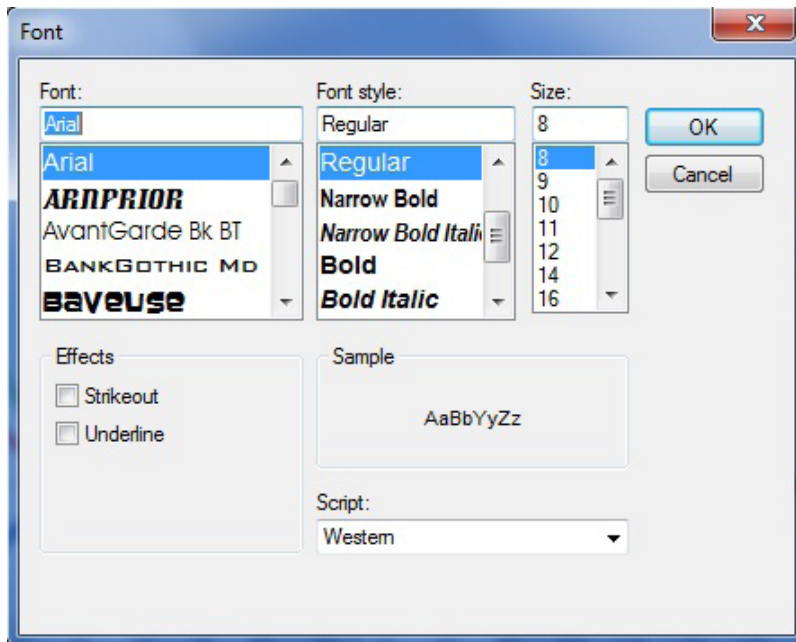 Font
Font:
Arial
Arial
ARNPRIOR
AvantGarde Bk BT
BankGothic Md
Baveuse
Font style:
Regular
Regular
Narrow Bold
Narrow Bold Itali
Bold
Bold Italic
Size:
8
8
9
10
11
12
14
16
OK
Cancel
Effects
Strikeout
Underline
Sample
AaBbYyZz
Script:
Western